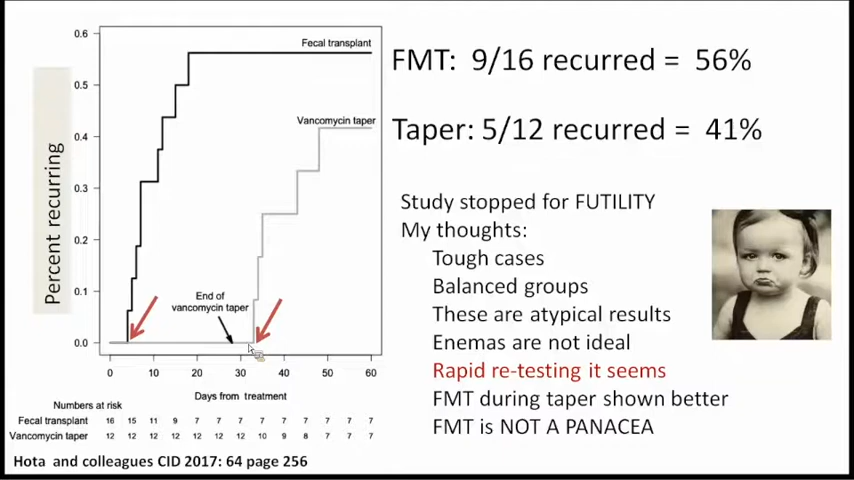 FMT: 9/16 recurred = 56%
Taper: 5/12 recurred = 41%
Percent recurring
0.6
0.5
0.4
0.3
0.2
0.1
0.0
Fecal transplant
Vancomycin taper
End of
vancomycin taper
0 10 20 30 40 50 60
Days from treatment
Numbers at risk
Fecal transplant 16 15 11 9 7 7 7 7 7 7 7 7 7
Vancomycin taper 12 12 12 12 12 12 12 10 9 8 7 7 7
Study stopped for FUTILITY
My thoughts:
Tough cases
Balanced groups
These are atypical results
Enemas are not ideal
Rapid re-testing it seems
FMT during taper shown better
FMT is NOT A PANACEA
Hota and colleagues CID 2017: 64 page 256